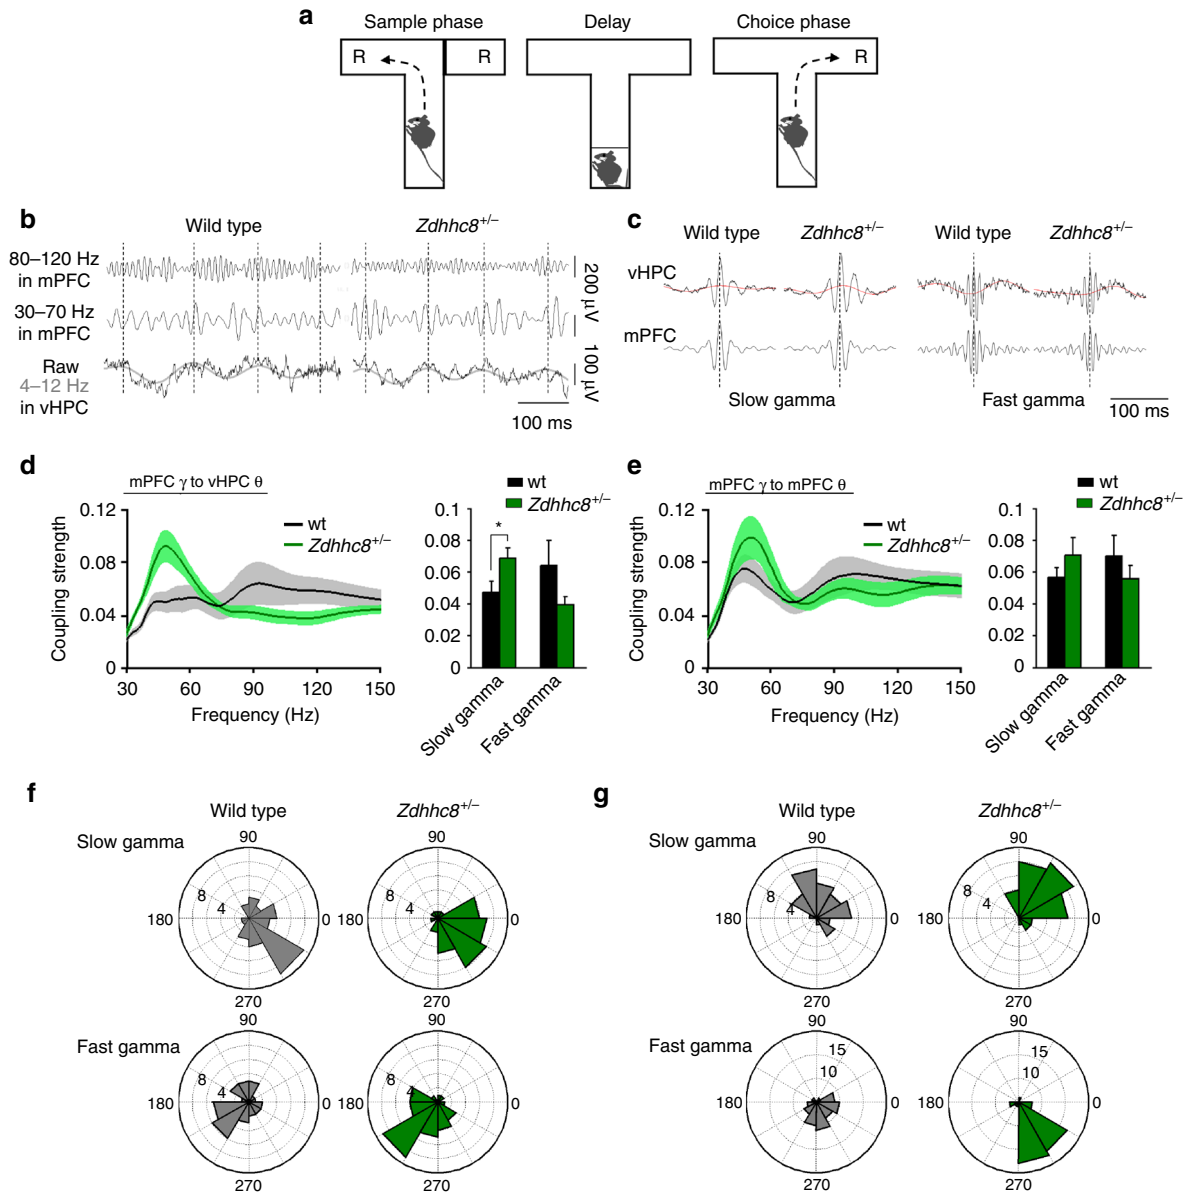 a
Sample phase
Delay
Choice phase
R
R
R
b
Wild type
Zdhhc8+/–
80–120 Hz
in mPFC
30–70 Hz
in mPFC
Raw
4–12 Hz
in vHPC
200 µV
100 µV
100 ms
c
Wild type
Zdhhc8+/–
Wild type
Zdhhc8+/–
vHPC
mPFC
Slow gamma
Fast gamma
100 ms
d
mPFC γ to vHPC θ
Coupling strength
0.12
0.08
0.04
0
30
60
90
120
150
Frequency (Hz)
wt
Zdhhc8+/–
wt
Zdhhc8+/–
0.1
0.08
0.06
0.04
0.02
0
*
Slow gamma
Fast gamma
e
mPFC γ to mPFC θ
Coupling strength
0.12
0.08
0.04
0
30
60
90
120
150
Frequency (Hz)
wt
Zdhhc8+/–
wt
Zdhhc8+/–
0.1
0.08
0.06
0.04
0.02
0
Slow gamma
Fast gamma
f
Wild type
Zdhhc8+/–
Slow gamma
90
90
8
4
8
4
180
0
180
0
270
270
Fast gamma
90
90
8
4
8
4
180
0
180
0
270
270
g
Wild type
Zdhhc8+/–
Slow gamma
90
90
8
4
8
4
180
0
180
0
270
270
Fast gamma
90
90
15
10
15
10
180
0
180
0
270
270